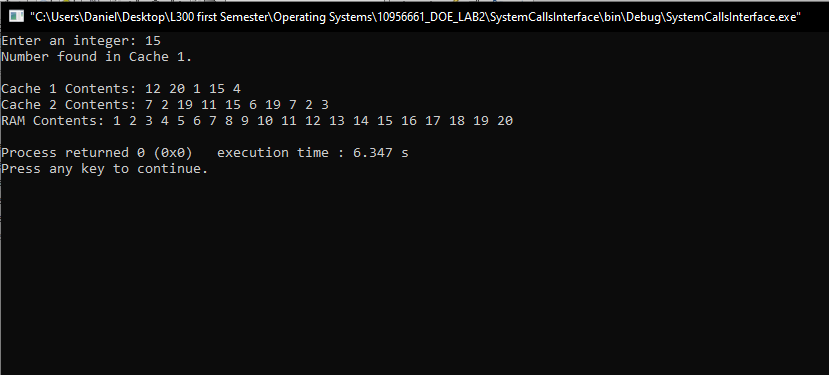 "C:\Users\Daniel\Desktop\L300 first Semester\Operating Systems\10956661_DOE_LAB2\SystemCallsInterface\bin\Debug\SystemCallsInterface.exe"
Enter an integer: 15
Number found in Cache 1.
Cache 1 Contents: 12 20 1 15 4
Cache 2 Contents: 7 2 19 11 15 6 19 7 2 3
RAM Contents: 1 2 3 4 5 6 7 8 9 10 11 12 13 14 15 16 17 18 19 20
Process returned 0 (0x0)   execution time : 6.347 s
Press any key to continue.